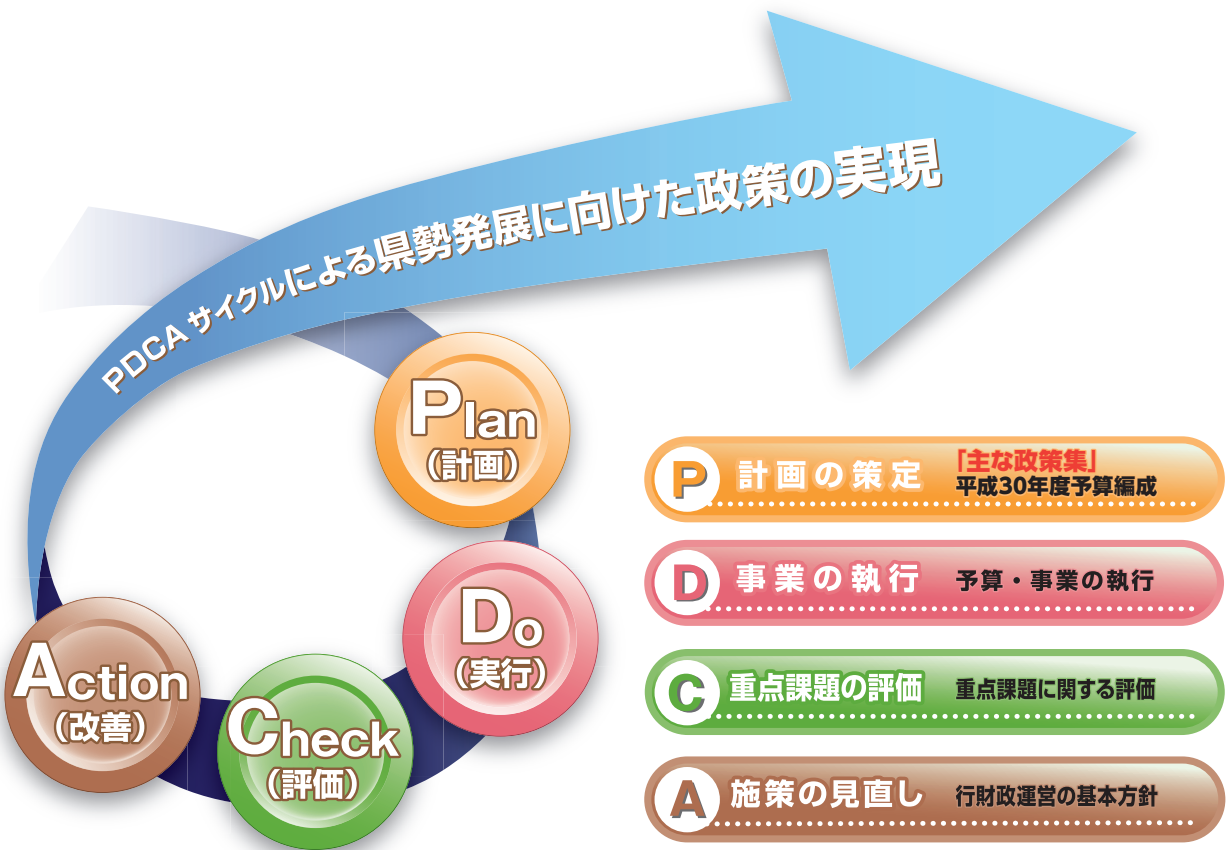 PDCAサイクルによる県勢発展に向けた政策の実現
Plan
（計画）
Do
（実行）
Check
（評価）
Action
（改善）
P 計画の策定 「主な政策集」
平成30年度予算編成
D 事業の執行 予算・事業の執行
C 重点課題の評価 重点課題に関する評価
A 施策の見直し 行財政運営の基本方針